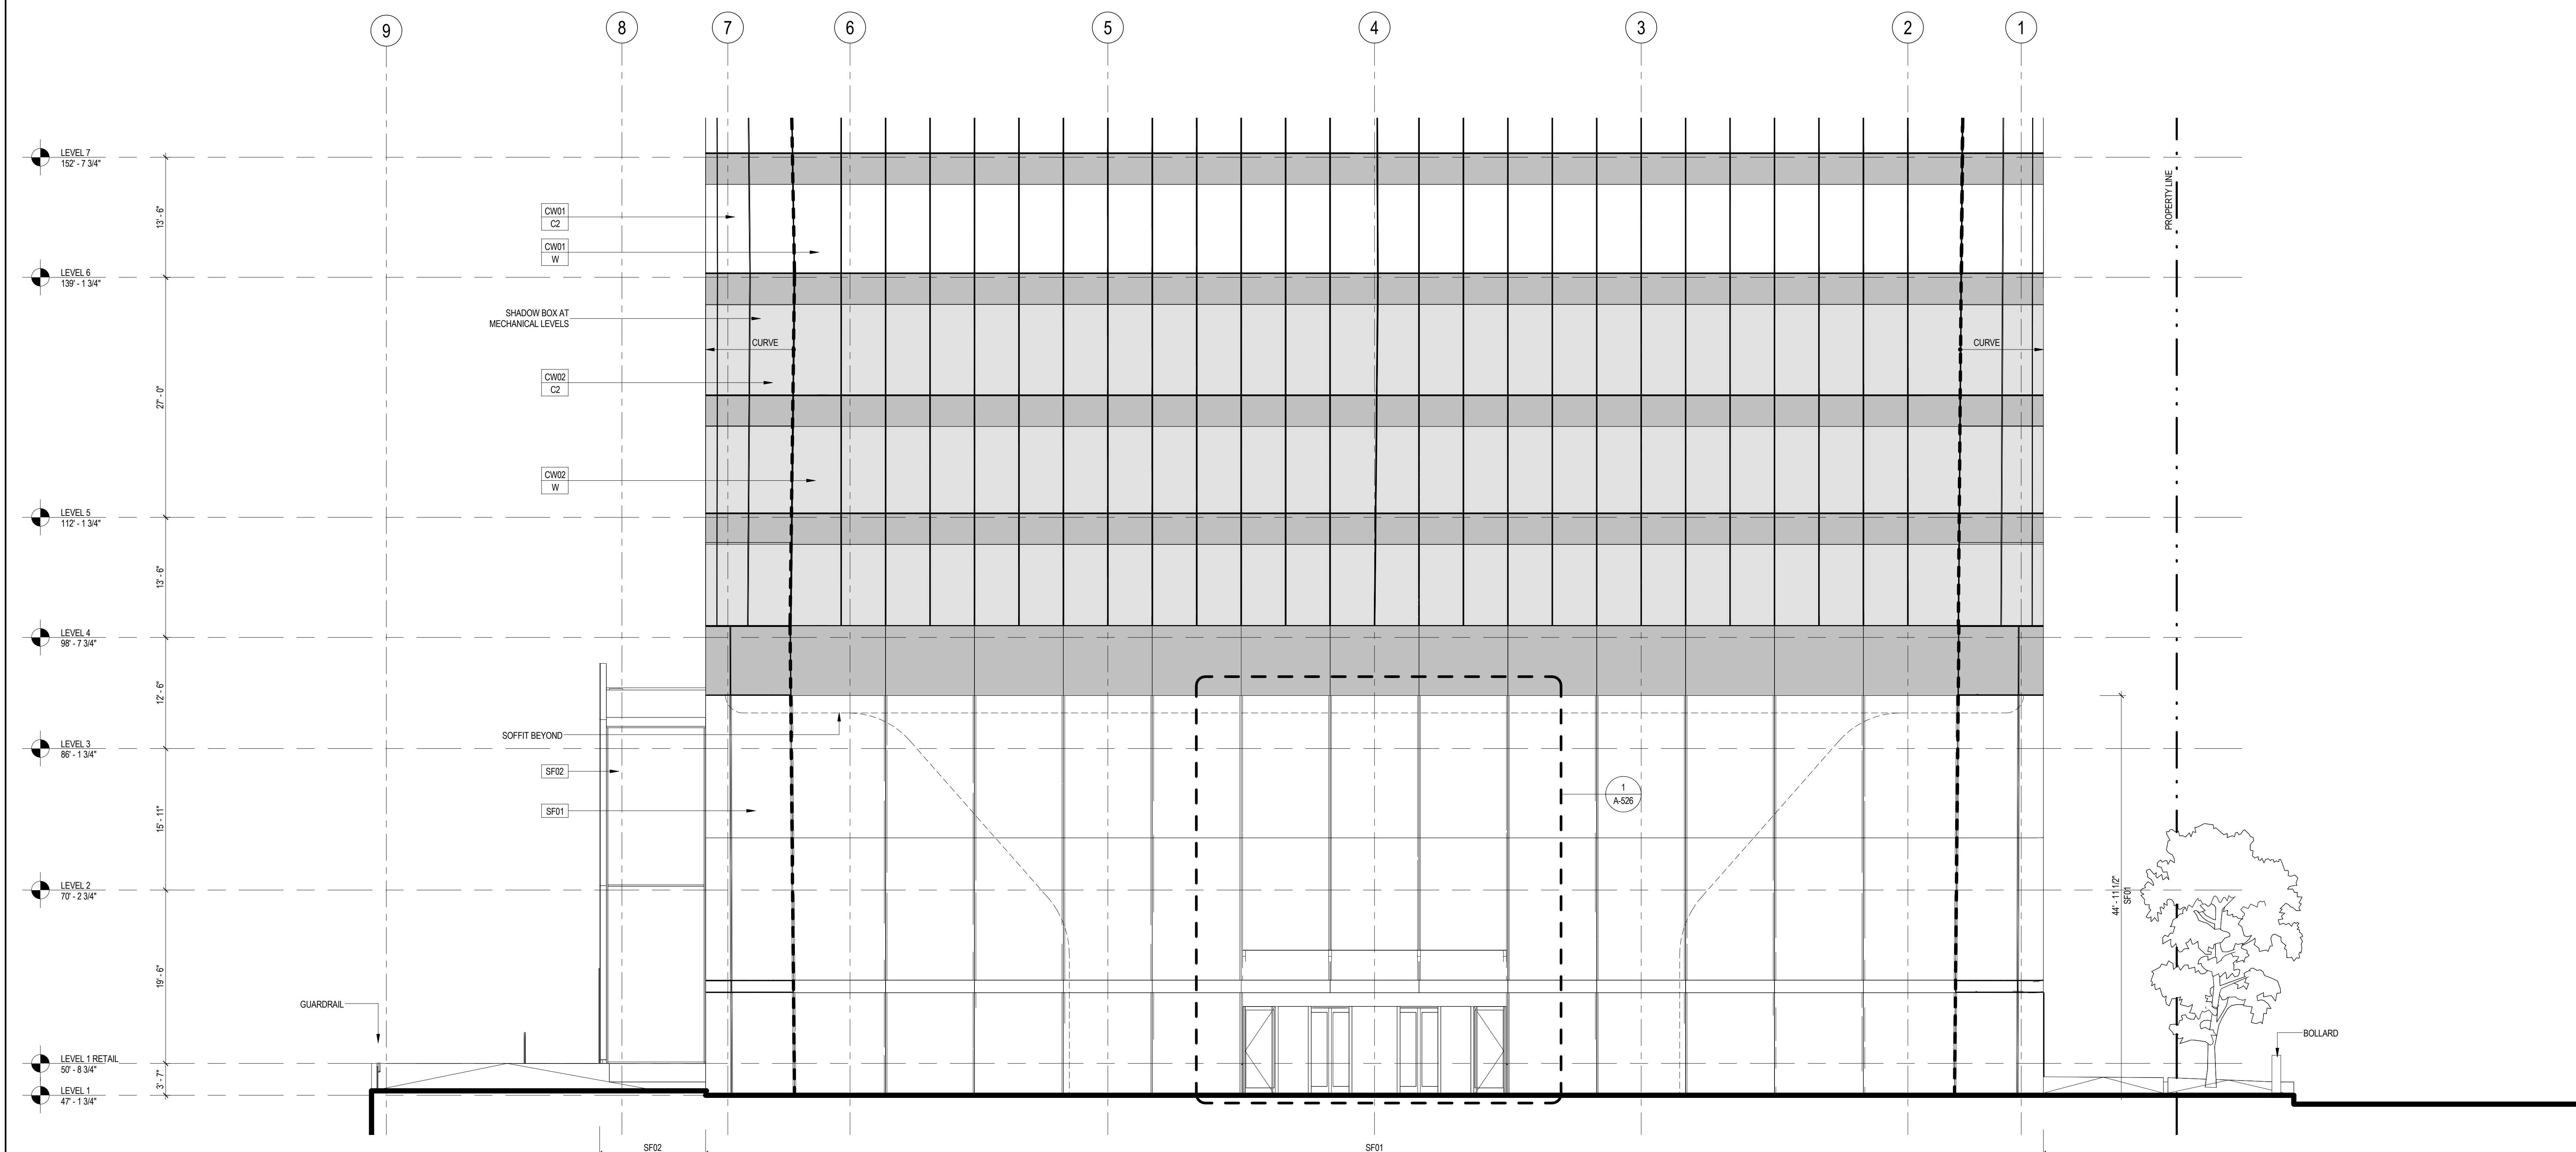 9
8
7
6
5
4
3
2
1
LEVEL 7
152' - 7 3/4"
13' - 6"
CW01
C2
CW01
W
PROPERTY LINE
LEVEL 6
139' - 1 3/4"
SHADOW BOX AT
MECHANICAL LEVELS
CURVE
CURVE
CW02
C2
27' - 0"
CW02
W
LEVEL 5
112' - 1 3/4"
13' - 6"
LEVEL 4
98' - 7 3/4"
12' - 6"
SOFFIT BEYOND
LEVEL 3
86' - 1 3/4"
SF02
1
A-526
SF01
15' - 11"
LEVEL 2
70' - 2 3/4"
44' - 11 1/2"
SF01
19' - 6"
GUARDRAIL
BOLLARD
LEVEL 1 RETAIL
50' - 8 3/4"
3' - 7"
LEVEL 1
47' - 1 3/4"
SF02
SF01